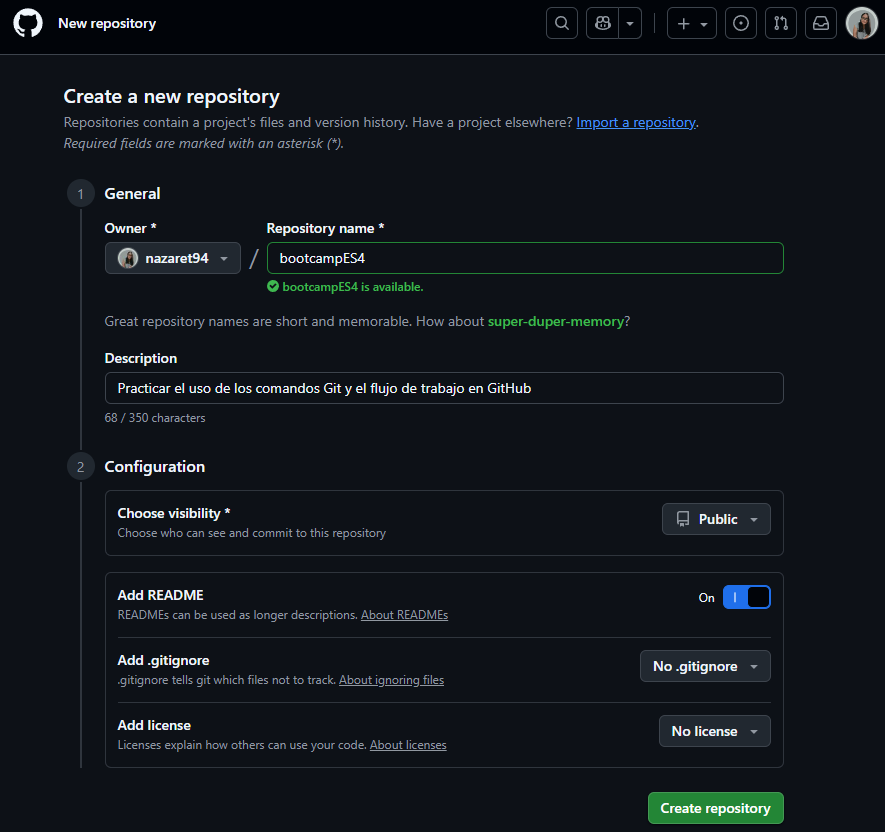 New repository
Create a new repository
Repositories contain a project's files and version history. Have a project elsewhere? Import a repository.
Required fields are marked with an asterisk (*).
1 General
Owner * Repository name *
nazaret94 / bootcampES4
bootcampES4 is available.
Great repository names are short and memorable. How about super-duper-memory?
Description
Practicar el uso de los comandos Git y el flujo de trabajo en GitHub
68 / 350 characters
2 Configuration
Choose visibility *
Choose who can see and commit to this repository
Public
Add README
READMEs can be used as longer descriptions. About READMEs
On
Add .gitignore
.gitignore tells git which files not to track. About ignoring files
No .gitignore
Add license
Licenses explain how others can use your code. About licenses
No license
Create repository